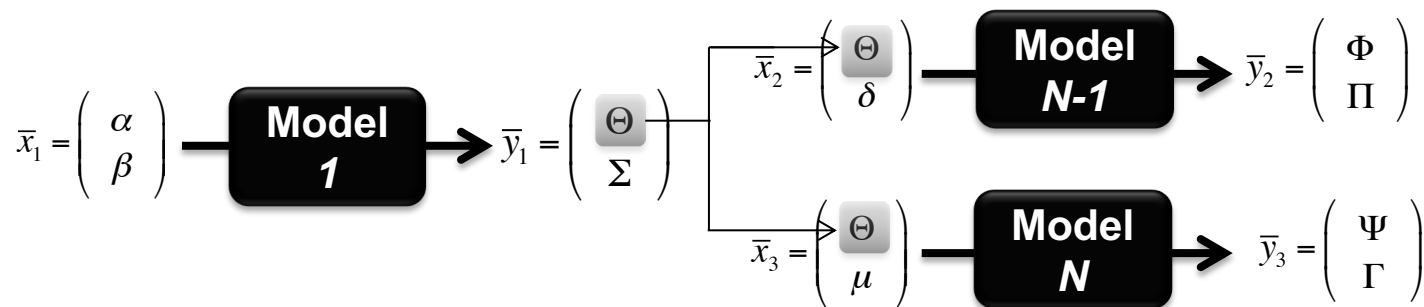 x̄₁ = ( α β )
Model 1
ȳ₁ = ( Θ Σ )
x̄₂ = ( Θ δ )
Model N-1
ȳ₂ = ( Φ Π )
x̄₃ = ( Θ μ )
Model N
ȳ₃ = ( Ψ Γ )